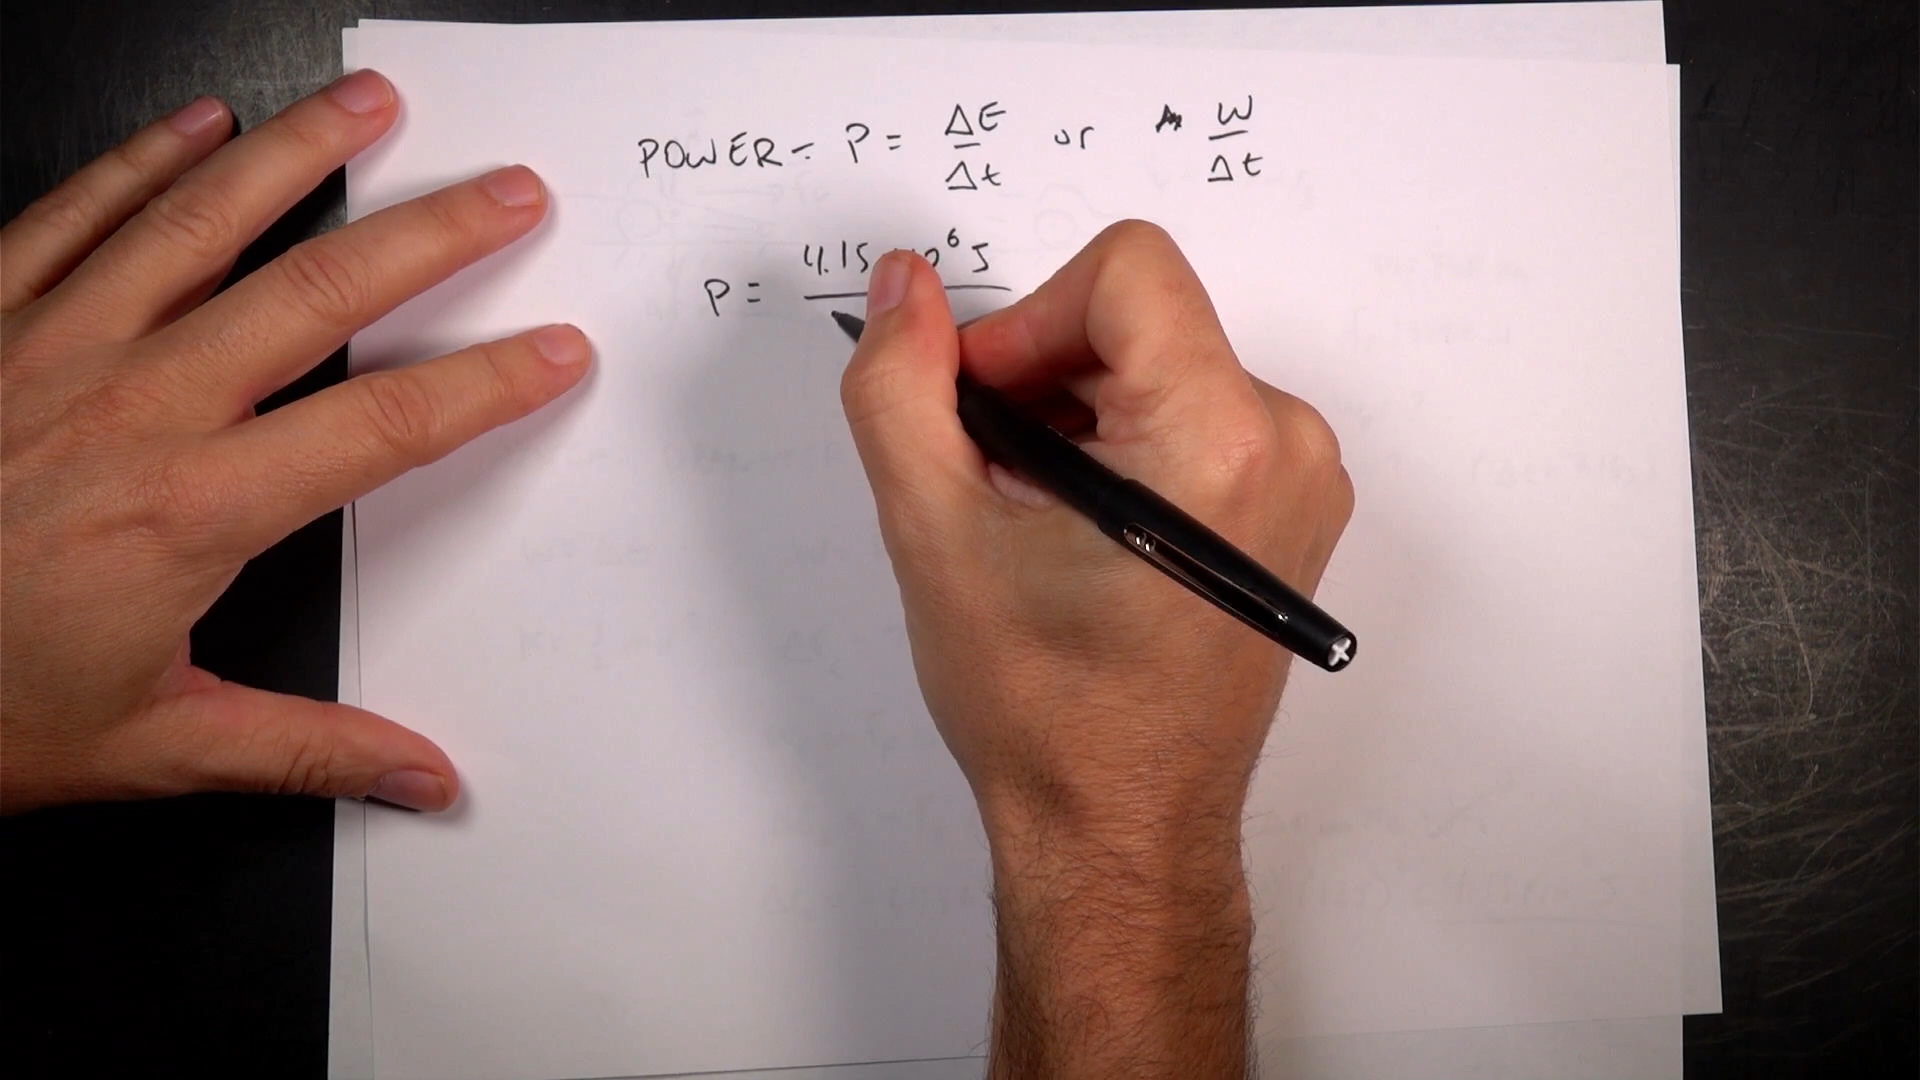 POWER - P = ΔE/Δt or W/Δt
P = 4.15 10⁶ J